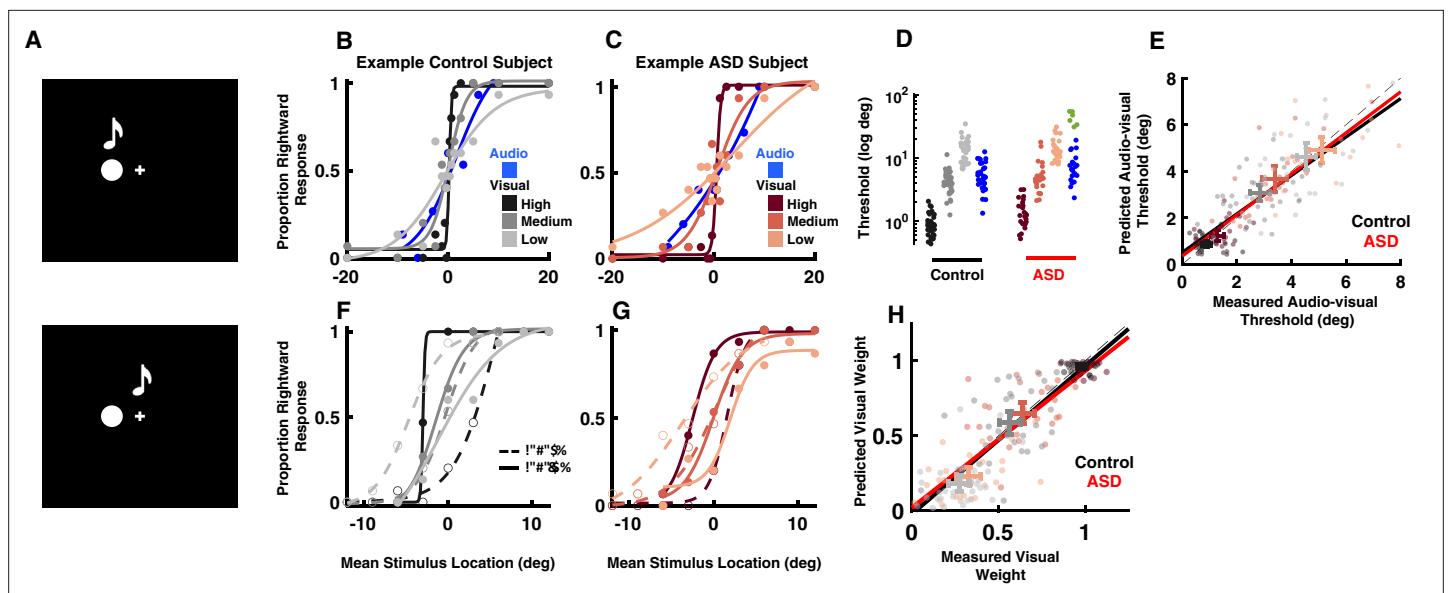 A
B
Example Control Subject
1
0.5
0
-20
0
20
Proportion Rightward
Response
Audio
Visual
High
Medium
Low
C
Example ASD Subject
1
0.5
0
-20
0
20
Audio
Visual
High
Medium
Low
D
Threshold (log deg)
10²
10¹
10⁰
Control
ASD
E
Predicted Audio-visual
Threshold (deg)
8
6
4
2
0
0
2
4
6
8
Control
ASD
Measured Audio-visual
Threshold (deg)
F
Proportion Rightward
Response
1
0.5
0
-10
0
10
Mean Stimulus Location (deg)
G
1
0.5
0
-10
0
10
Mean Stimulus Location (deg)
H
Predicted Visual Weight
1
0.5
0
0
0.5
1
Control
ASD
Measured Visual
Weight